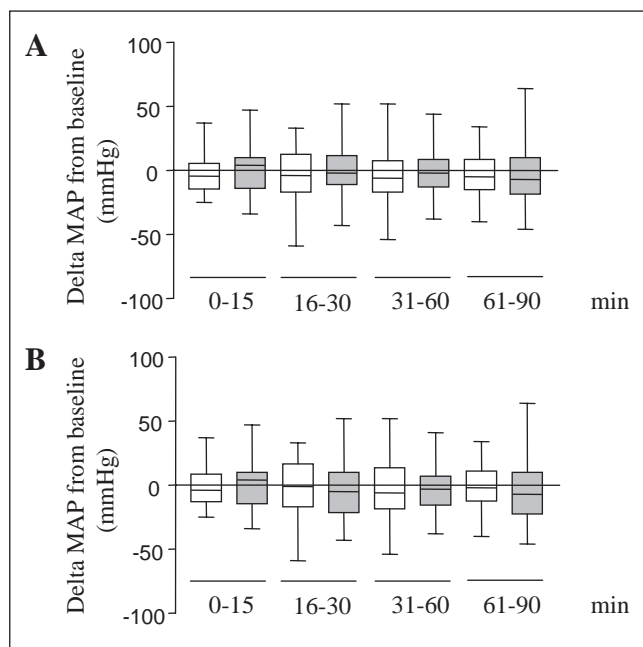 A
100
50
0
-50
-100
Delta MAP from baseline
(mmHg)
0-15 16-30 31-60 61-90 min
B
100
50
0
-50
-100
Delta MAP from baseline
(mmHg)
0-15 16-30 31-60 61-90 min